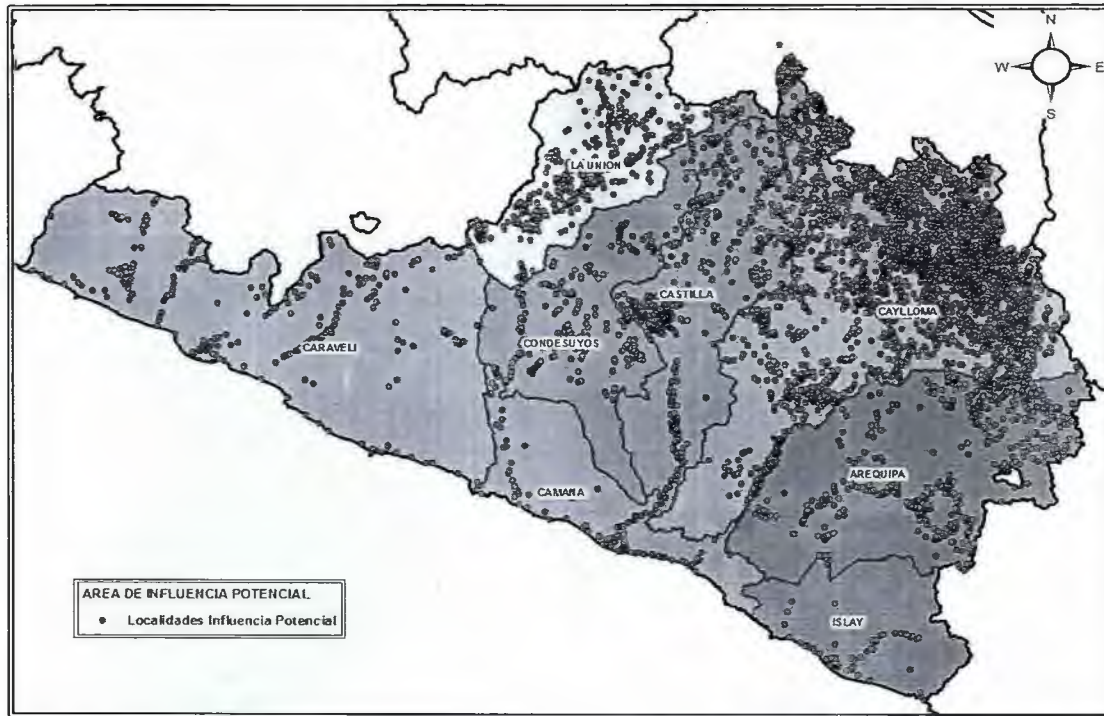 N
W E
S
LA UNION
CASTILLA
CAYLLOMA
CARAVELI
CONDESUYOS
AREQUIPA
CAMANA
ISLAY
AREA DE INFLUENCIA POTENCIAL
Localidades Influencia Potencial